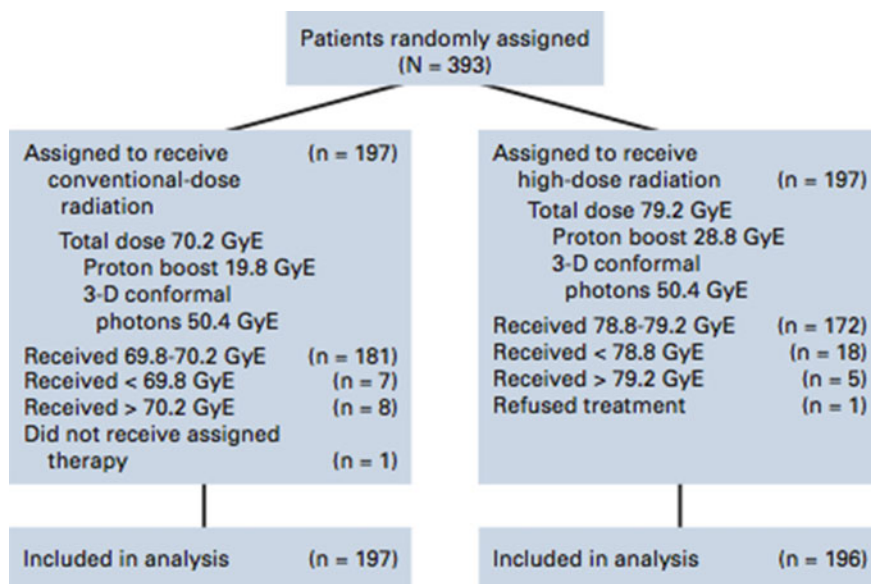 Patients randomly assigned
(N = 393)
Assigned to receive (n = 197)
conventional-dose
radiation
Total dose 70.2 GyE
Proton boost 19.8 GyE
3-D conformal
photons 50.4 GyE
Received 69.8-70.2 GyE (n = 181)
Received < 69.8 GyE (n = 7)
Received > 70.2 GyE (n = 8)
Did not receive assigned
therapy (n = 1)
Included in analysis (n = 197)
Assigned to receive
high-dose radiation (n = 197)
Total dose 79.2 GyE
Proton boost 28.8 GyE
3-D conformal
photons 50.4 GyE
Received 78.8-79.2 GyE (n = 172)
Received < 78.8 GyE (n = 18)
Received > 79.2 GyE (n = 5)
Refused treatment (n = 1)
Included in analysis (n = 196)